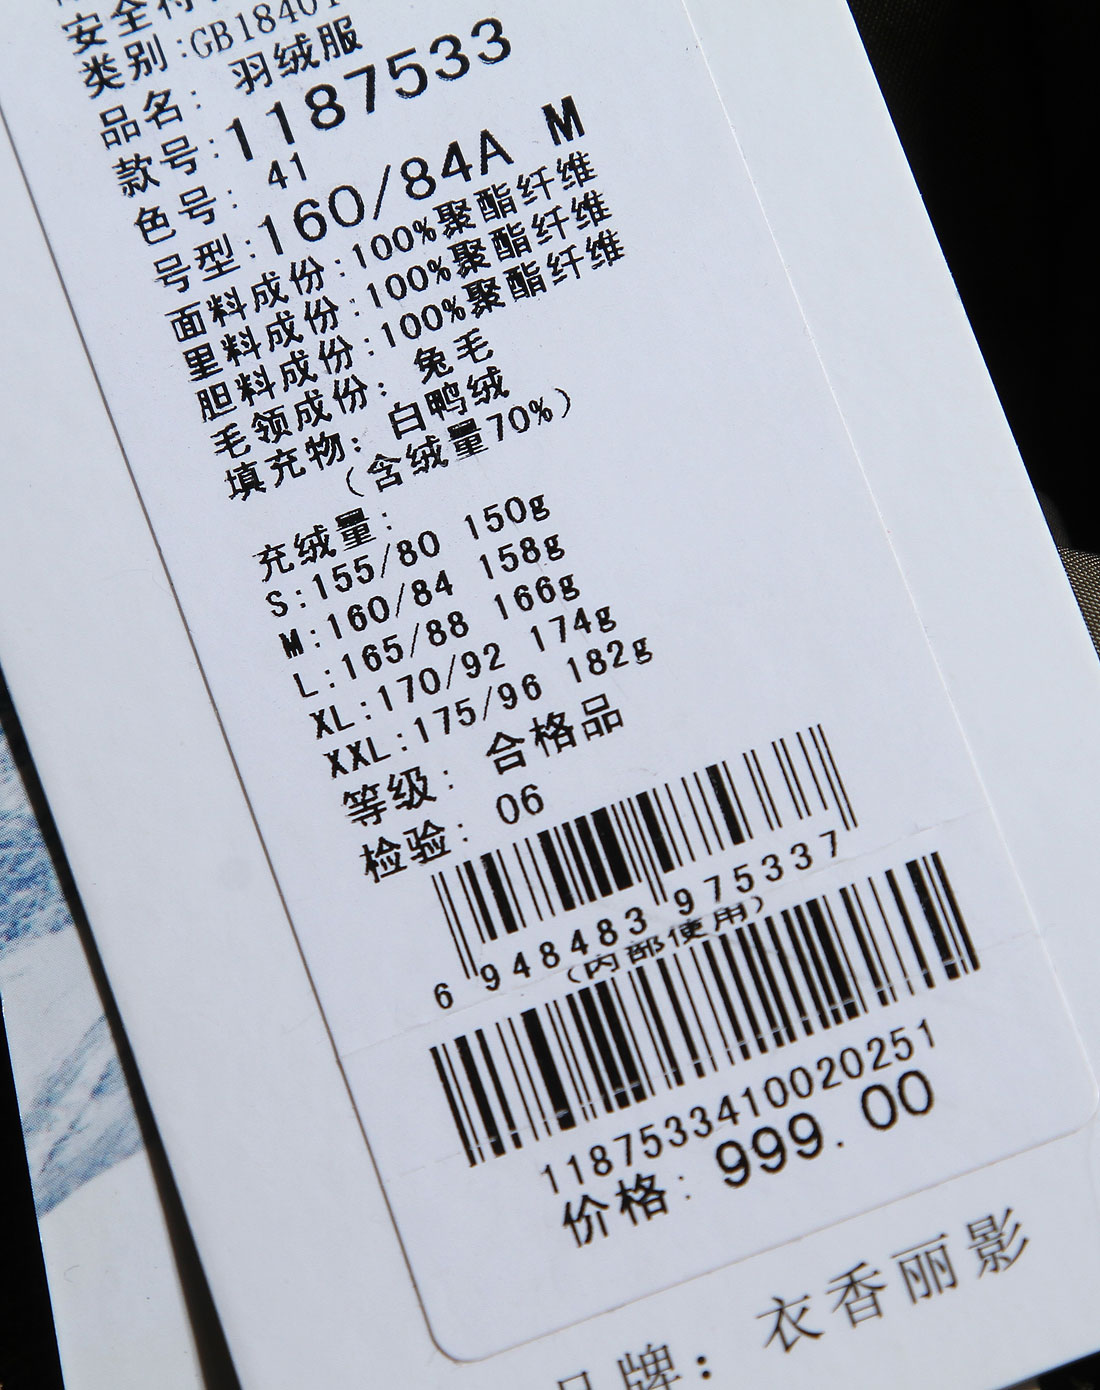 安全
类别:GB18401
品名: 羽绒服
款号:1187533
色号: 41
号型:160/84A M
面料成份:100%聚酯纤维
里料成份:100%聚酯纤维
胆料成份:100%聚酯纤维
毛领成份: 兔毛
填充物: 白鸭绒
(含绒量70%)
充绒量:
S:155/80 150g
M:160/84 158g
L:165/88 166g
XL:170/92 174g
XXL:175/96 182g
等级: 合格品
检验: 06
6 948483 975337
(内部使用)
1187533410020251
价格: 999.00
品牌: 衣香丽影